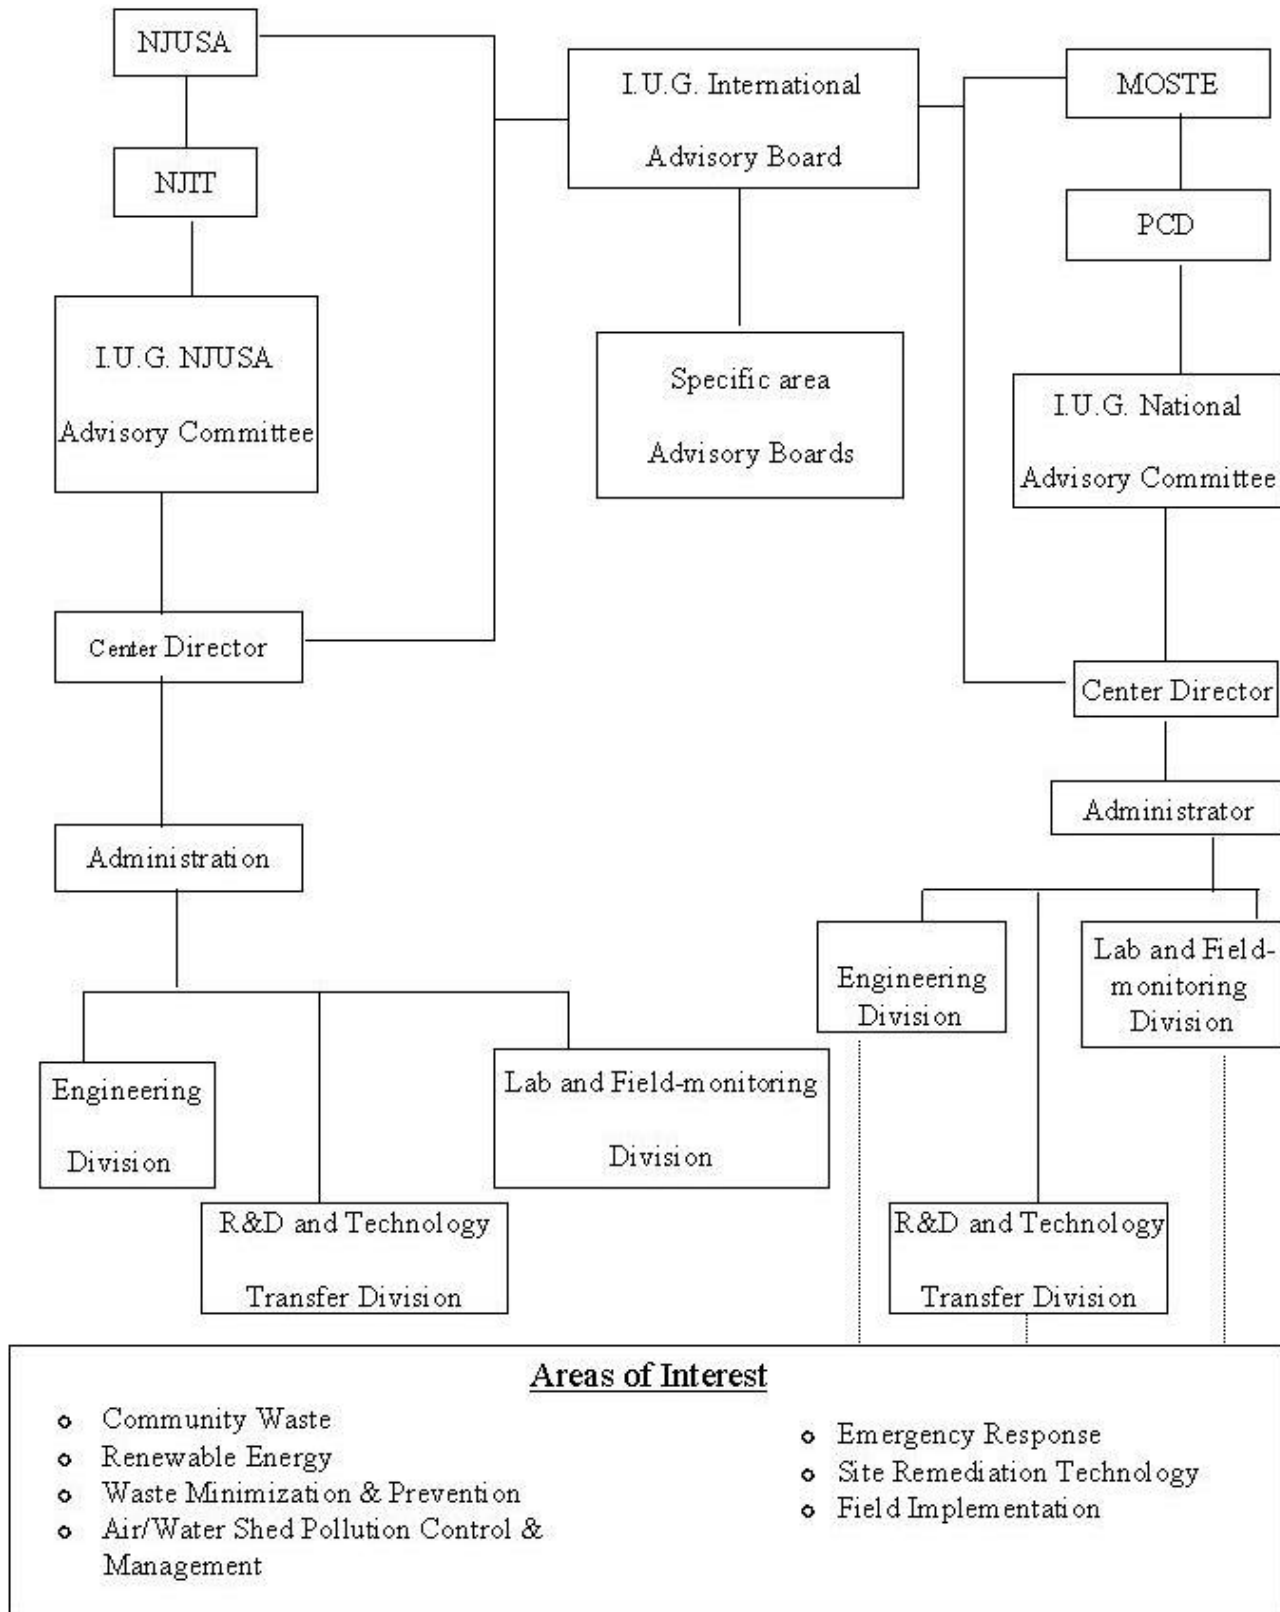 NJUSA
I.U.G. International
Advisory Board
MOSTE
NJIT
PCD
I.U.G. NJUSA
Advisory Committee
Specific area
Advisory Boards
I.U.G. National
Advisory Committee
Center Director
Center Director
Administrator
Administration
Engineering
Division
Lab and Field-
monitoring
Division
Engineering
Division
Lab and Field-monitoring
Division
R&D and Technology
Transfer Division
R&D and Technology
Transfer Division
Areas of Interest
Community Waste
Renewable Energy
Waste Minimization & Prevention
Air/Water Shed Pollution Control &
Management
Emergency Response
Site Remediation Technology
Field Implementation